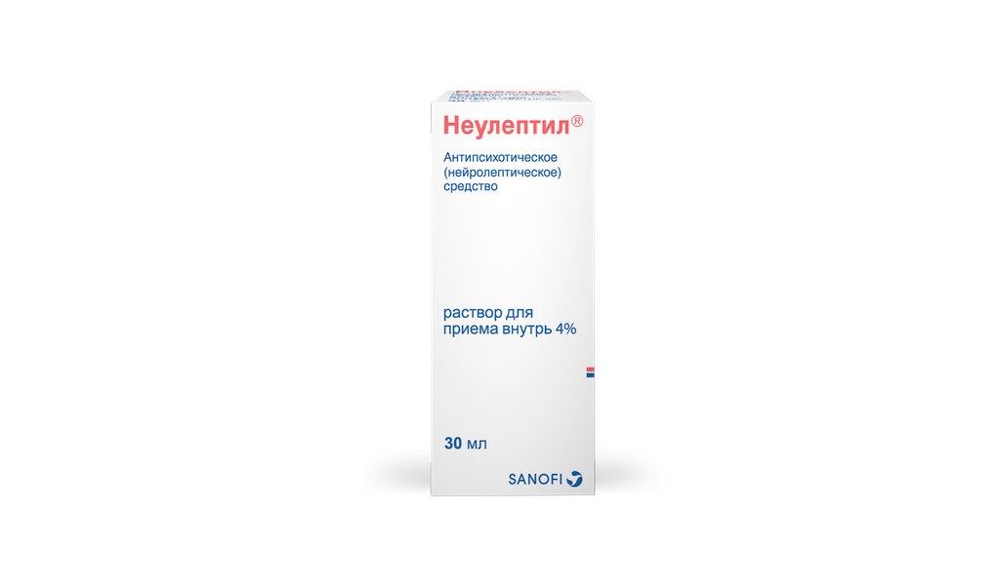 Неулептил®
Антипсихотическое
(нейролептическое)
средство
раствор для
приема внутрь 4%
30 мл
SANOFI